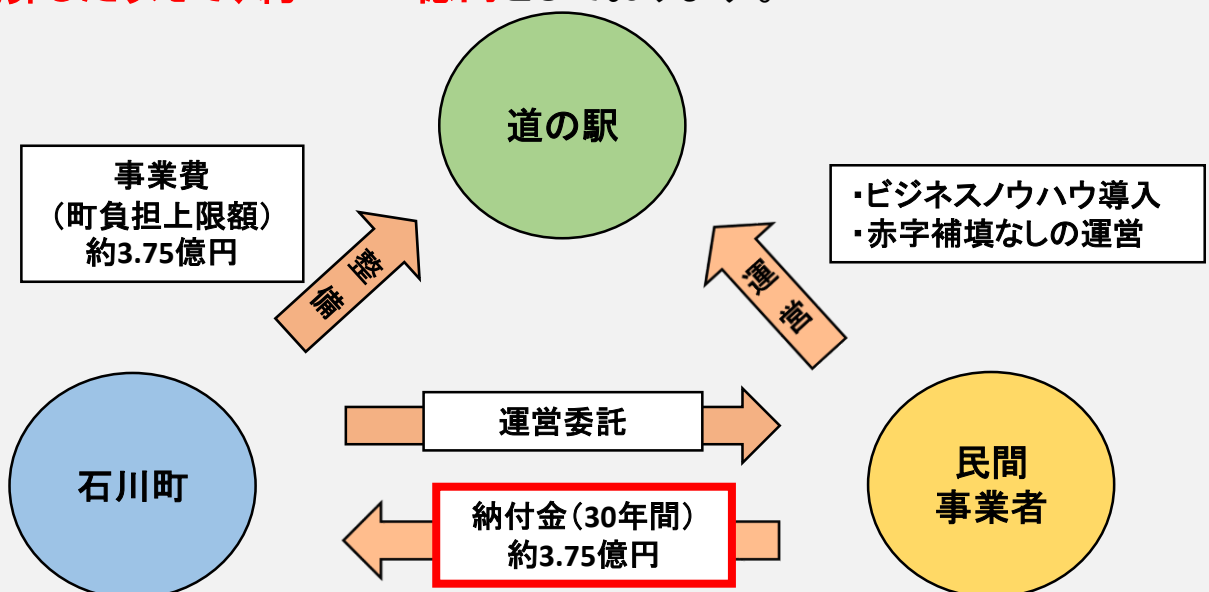 道の駅
事業費
（町負担上限額）
約3.75億円
・ビジネスノウハウ導入
・赤字補填なしの運営
整備
運営
運営委託
石川町
民間
事業者
納付金（30年間）
約3.75億円